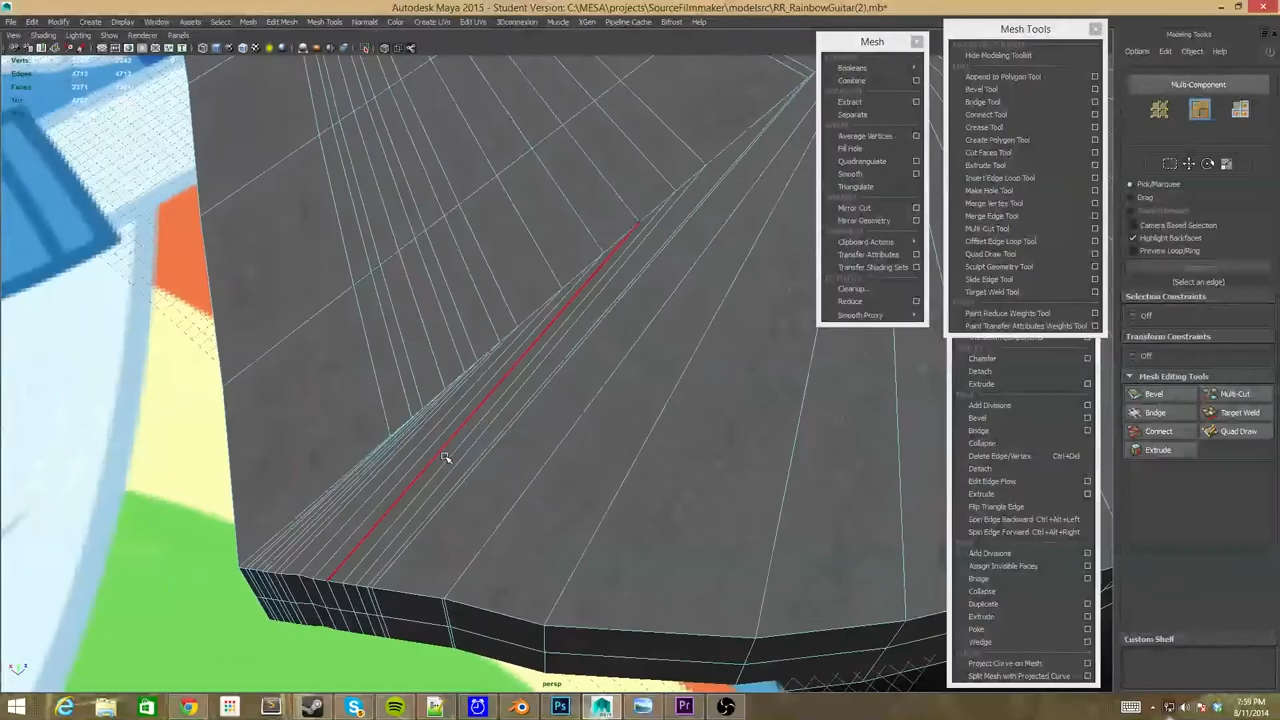 Autodesk Maya 2015 - Student Version: C:\MESA\projects\SourceFilmmaker\modelsrc\RR_RainbowGuitar(2).mb*
File Edit Modify Create Display Window Assets Select Mesh Edit Mesh Mesh Tools Normals Color Create UVs Edit UVs 3Dconnexion Muscle XGen Pipeline Cache Bifrost Help
View Shading Lighting Show Renderer Panels
Verts:
Edges: 4713 4713
Faces 2371 2371
Mesh
Booleans
Combine
Extract
Separate
Average Vertices
Fill Hole
Quadrangulate
Smooth
Triangulate
Mirror Cut
Mirror Geometry
Clipboard Actions
Transfer Attributes
Transfer Shading Sets
Cleanup...
Reduce
Smooth Proxy
Mesh Tools
Hide Modeling Toolkit
Append to Polygon Tool
Bevel Tool
Bridge Tool
Connect Tool
Crease Tool
Create Polygon Tool
Cut Faces Tool
Extrude Tool
Insert Edge Loop Tool
Make Hole Tool
Merge Vertex Tool
Merge Edge Tool
Multi-Cut Tool
Offset Edge Loop Tool
Quad Draw Tool
Sculpt Geometry Tool
Slide Edge Tool
Target Weld Tool
Paint Reduce Weights Tool
Paint Transfer Attributes Weights Tool
Chamfer
Detach
Extrude
Add Divisions
Bevel
Bridge
Collapse
Delete Edge/Vertex Ctrl+Del
Detach
Edit Edge Flow
Extrude
Flip Triangle Edge
Spin Edge Backward Ctrl+Alt+Left
Spin Edge Forward Ctrl+Alt+Right
Add Divisions
Assign Invisible Faces
Bridge
Collapse
Duplicate
Extrude
Poke
Wedge
Project Curve on Mesh
Split Mesh with Projected Curve
Modeling Toolkit
Options Edit Object Help
Multi-Component
Pick/Marquee
Drag
Camera Based Selection
Highlight Backfaces
Preview Loop/Ring
(Select an edge)
Selection Constraints
Off
Transform Constraints
Off
Mesh Editing Tools
Bevel Multi-Cut
Bridge Target Weld
Connect Quad Draw
Extrude
Custom Shelf
persp
Ps
Pr
7:59 PM
8/11/2014